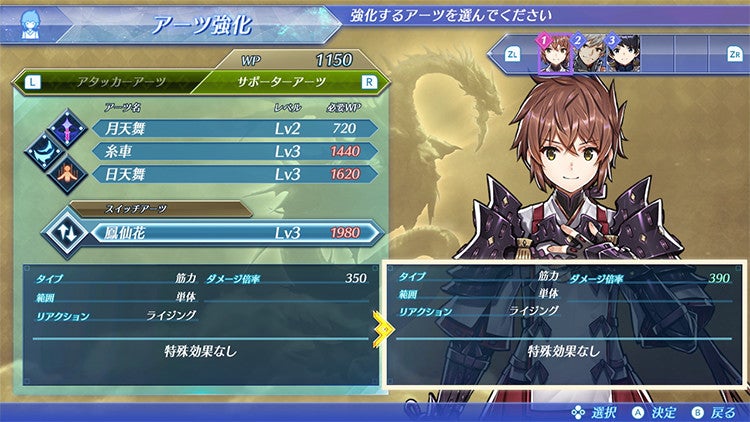 アーツ強化
強化するアーツを選んでください
WP 1150
ZL 1 2 3 ZR
L アタッカーアーツ サポーターアーツ R
アーツ名 レベル 必要WP
月天舞 Lv2 720
糸車 Lv3 1440
日天舞 Lv3 1620
スイッチアーツ
鳳仙花 Lv3 1980
タイプ 筋力 ダメージ倍率 350
範囲 単体
リアクション ライジング
特殊効果なし
タイプ 筋力 ダメージ倍率 390
範囲 単体
リアクション ライジング
特殊効果なし
選択 A 決定 B 戻る